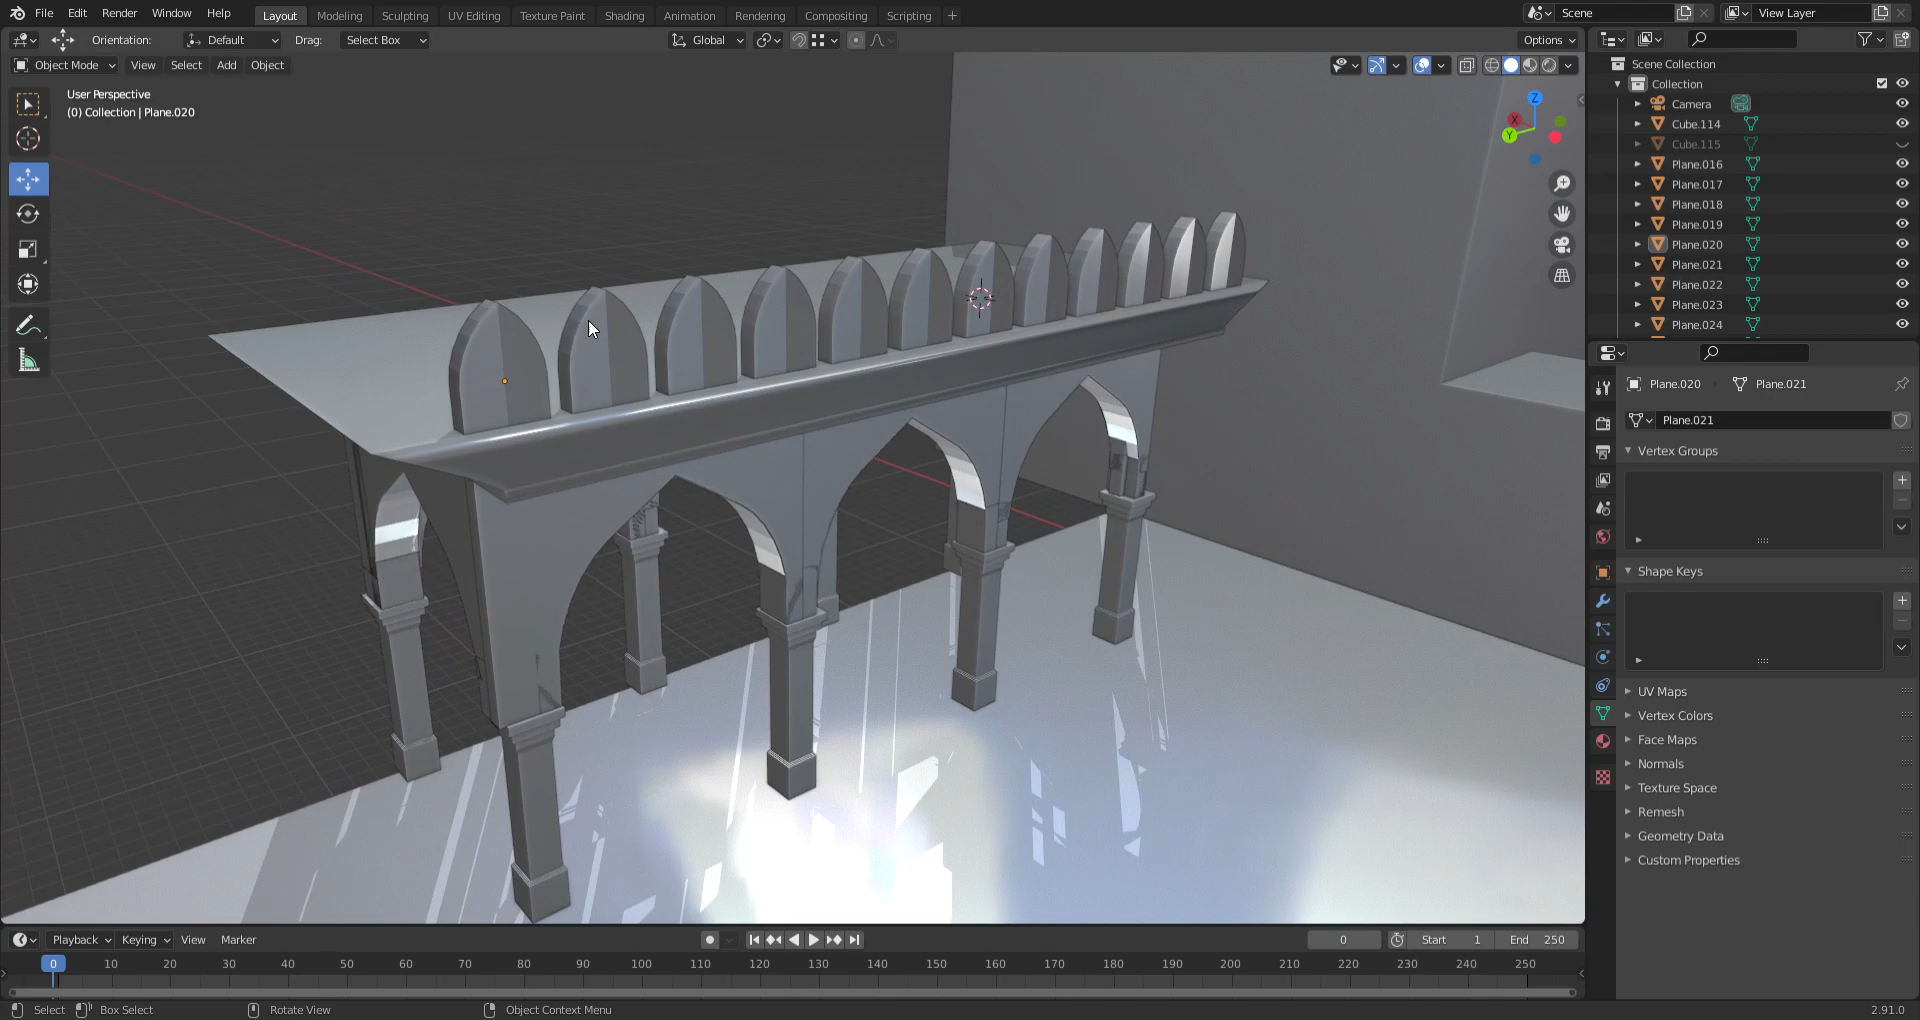 File Edit Render Window Help Layout Modeling Sculpting UV Editing Texture Paint Shading Animation Rendering Compositing Scripting + Scene View Layer
Orientation: Default Drag: Select Box Global Options
Object Mode View Select Add Object
User Perspective
(0) Collection | Plane.020
Z
X
Y
Scene Collection
Collection
Camera
Cube.114
Cube.115
Plane.016
Plane.017
Plane.018
Plane.019
Plane.020
Plane.021
Plane.022
Plane.023
Plane.024
Plane.020 Plane.021
Plane.021
Vertex Groups
Shape Keys
UV Maps
Vertex Colors
Face Maps
Normals
Texture Space
Remesh
Geometry Data
Custom Properties
Playback Keying View Marker 0 Start 1 End 250
0 10 20 30 40 50 60 70 80 90 100 110 120 130 140 150 160 170 180 190 200 210 220 230 240 250
Select Box Select Rotate View Object Context Menu 2.91.0